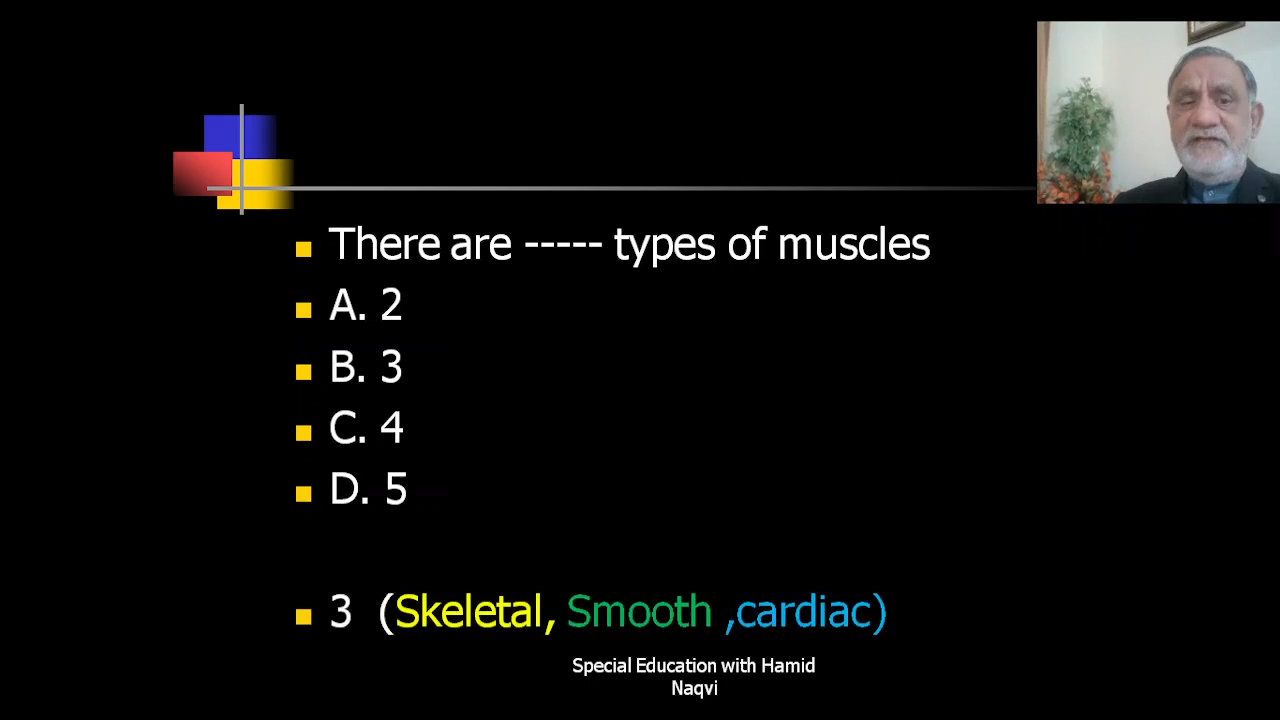 There are ----- types of muscles
A. 2
B. 3
C. 4
D. 5
3 (Skeletal, Smooth ,cardiac)
Special Education with Hamid
Naqvi